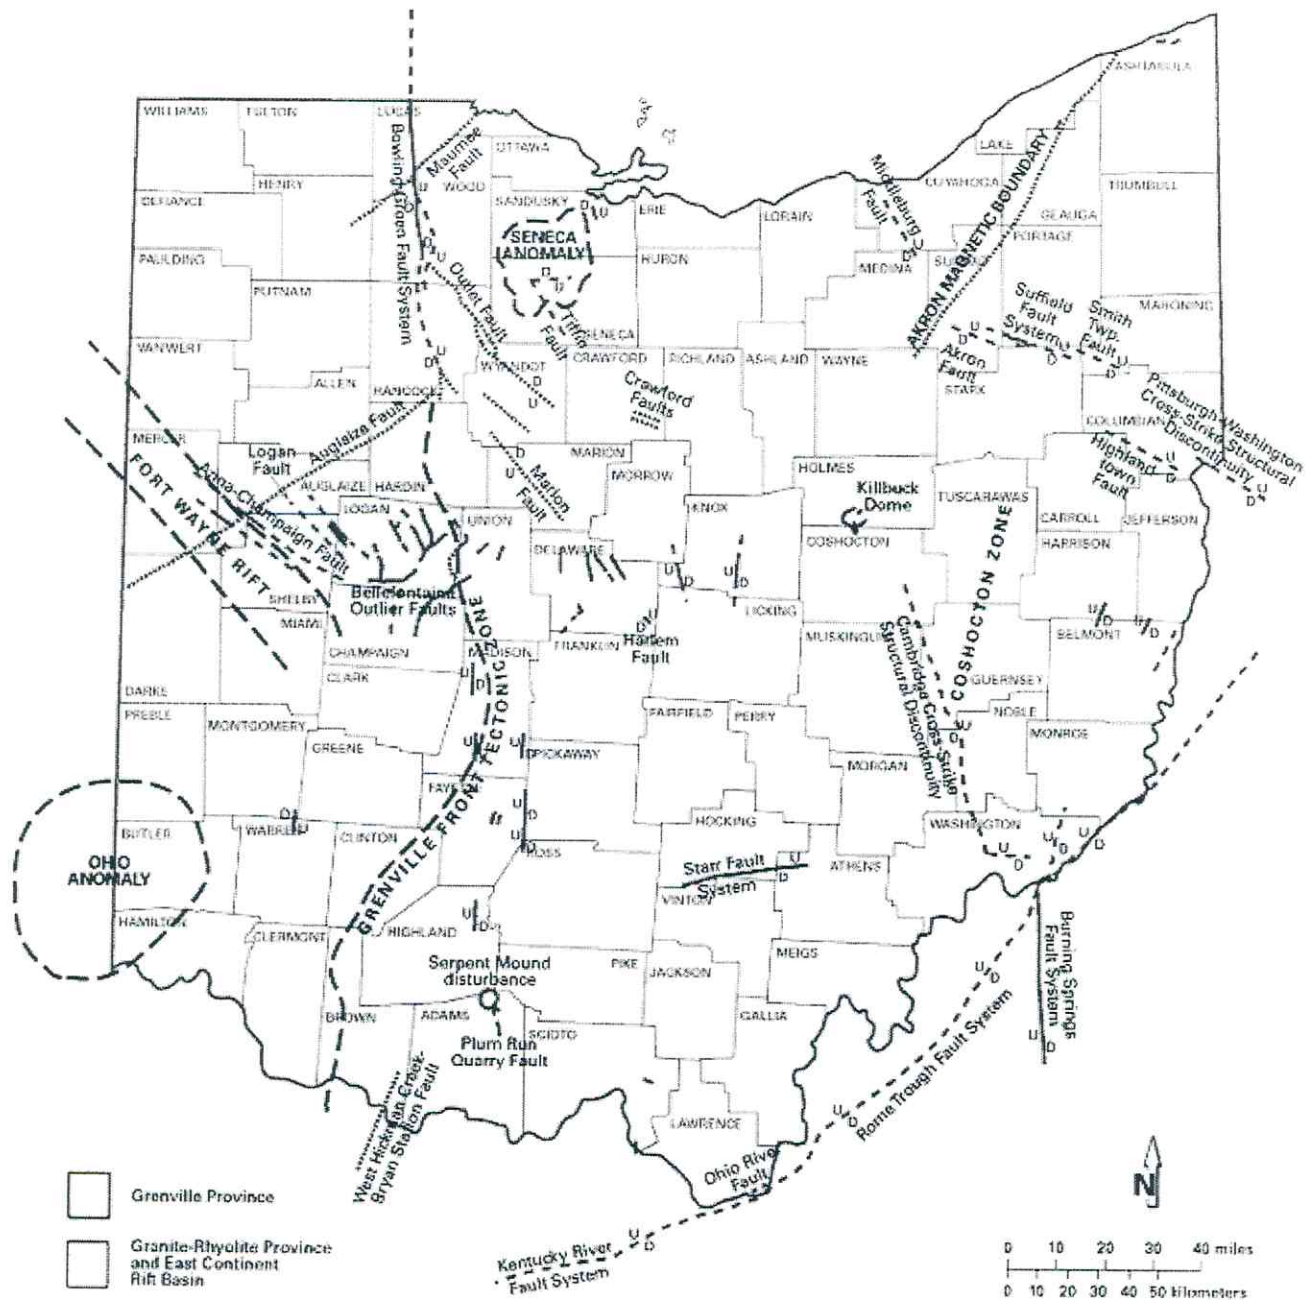 WILLIAMS
FULTON
LUCAS
OTTAWA
Bowling Green Fault System
Maumee
Fault
WOOD
HENRY
DEFIANCE
SANDUSKY
ERIE
LORAIN
Middleburg
Fault
CUYAHOGA
LAKE
ASHTABULA
TRUMBULL
GEAUGA
AKRON MAGNETIC BOUNDARY
PORTAGE
PAULDING
SENECA
ANOMALY
HURON
MEDINA
PUTNAM
Outlet Fault
Tiffin
Fault
SENECA
Suffield
Fault
System
Smith
Twp.
Fault
MAHONING
VAN WERT
ALLEN
HANCOCK
WYANDOT
CRAWFORD
RICHLAND
ASHLAND
WAYNE
Akron
Fault
STARK
Crawford
Faults
Pittsburgh-Washington
Cross-Strike Structural
Discontinuity
COLUMBIANA
Highland-
town
Fault
MERCER
Logan
Fault
Auglaize Fault
AUGLAIZE
HARDIN
MARION
Marion
Fault
MORROW
HOLMES
Killbuck
Dome
TUSCARAWAS
CARROLL
JEFFERSON
FORT WAYNE RIFT
Anna-Champaign Fault
LOGAN
UNION
KNOX
COSHOCTON
HARRISON
DELAWARE
SHELBY
Bellefontaine
Outlier Faults
LICKING
COSHOCTON ZONE
MIAMI
CHAMPAIGN
MADISON
FRANKLIN
Harlem
Fault
MUSKINGUM
Cambridge Cross-Strike
Structural Discontinuity
BELMONT
GUERNSEY
DARKE
CLARK
PREBLE
MONTGOMERY
GREENE
GRENVILLE FRONT TECTONIC ZONE
PICKAWAY
FAIRFIELD
PERRY
NOBLE
MONROE
MORGAN
FAYETTE
OHIO
ANOMALY
BUTLER
WARREN
CLINTON
ROSS
HOCKING
WASHINGTON
Starr Fault
System
ATHENS
VINTON
HAMILTON
CLERMONT
HIGHLAND
Serpent Mound
disturbance
PIKE
JACKSON
MEIGS
Burning Springs
Fault System
BROWN
ADAMS
SCIOTO
GALLIA
Plum Run
Quarry Fault
Rome Trough Fault System
West Hickman Creek-
Bryan Station Fault
LAWRENCE
Ohio River
Fault
Kentucky River
Fault System
Grenville Province
Granite-Rhyolite Province
and East Continent
Rift Basin
N
0 10 20 30 40 miles
0 10 20 30 40 50 kilometers